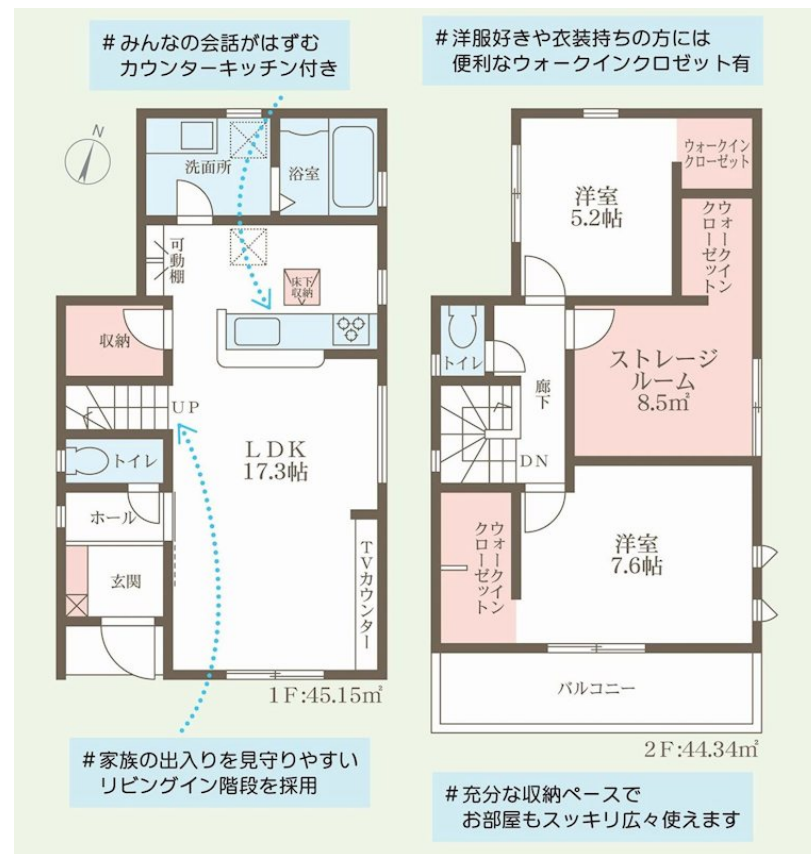 #みんなの会話がはずむ
カウンターキッチン付き
#洋服好きや衣装持ちの方には
便利なウォークインクロゼット有
N
洗面所
浴室
可動棚
床下
収納
収納
UP
トイレ
LDK
17.3帖
ホール
玄関
TVカウンター
1F:45.15㎡
洋室
5.2帖
ウォークイン
クローゼット
ウォークイン
クローゼット
トイレ
廊下
ストレージ
ルーム
8.5㎡
DN
ウォークイン
クローゼット
洋室
7.6帖
バルコニー
2F:44.34㎡
#家族の出入りを見守りやすい
リビングイン階段を採用
#充分な収納ペースで
お部屋もスッキリ広々使えます